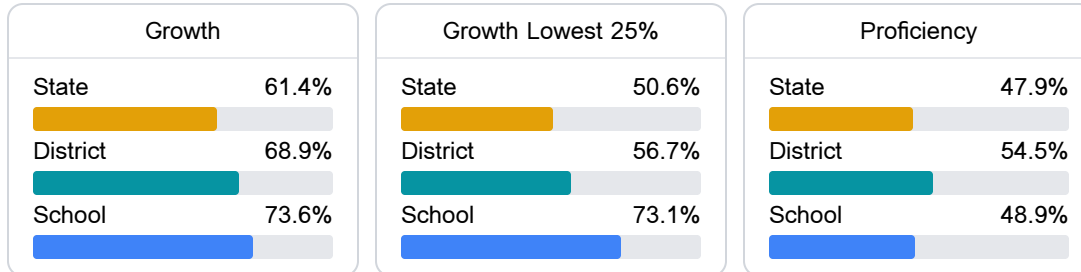 Growth
State 61.4%
District 68.9%
School 73.6%
Growth Lowest 25%
State 50.6%
District 56.7%
School 73.1%
Proficiency
State 47.9%
District 54.5%
School 48.9%